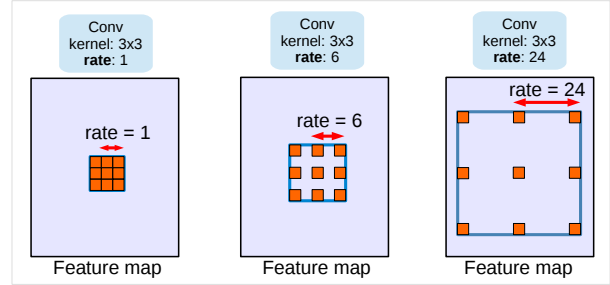 Conv
kernel: 3x3
rate: 1
rate = 1
Feature map
Conv
kernel: 3x3
rate: 6
rate = 6
Feature map
Conv
kernel: 3x3
rate: 24
rate = 24
Feature map